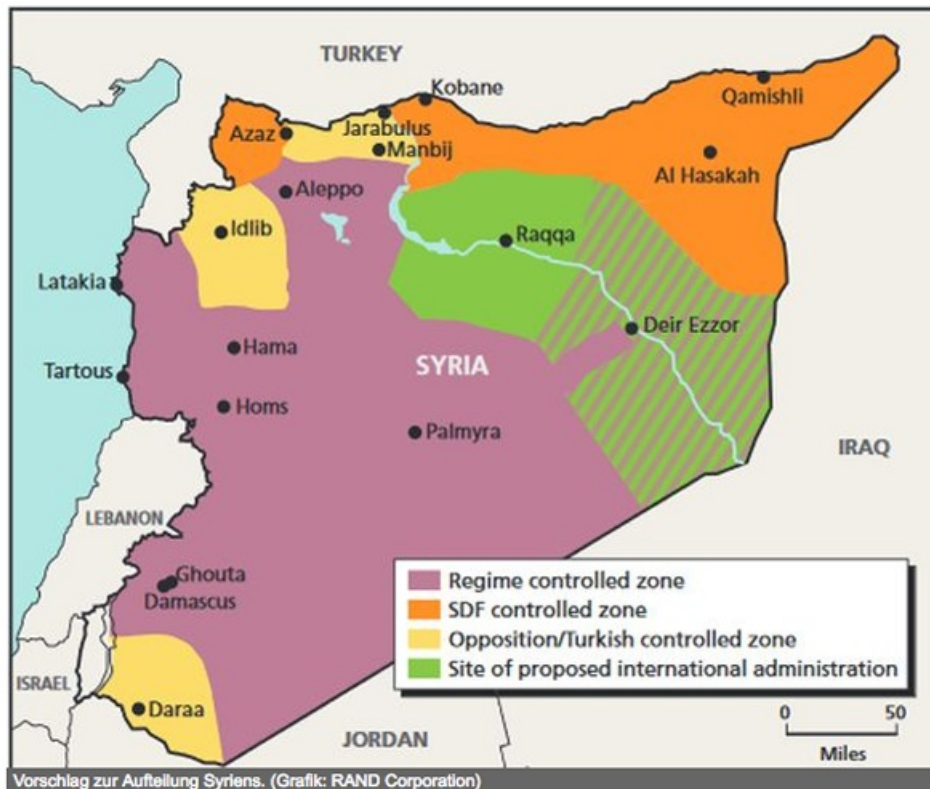 TURKEY
Kobane
Qamishli
Azaz
Jarabulus
Manbij
Al Hasakah
Aleppo
Idlib
Raqqa
Latakia
Deir Ezzor
Hama
SYRIA
Tartous
Homs
Palmyra
IRAQ
LEBANON
Ghouta
Damascus
Regime controlled zone
SDF controlled zone
Opposition/Turkish controlled zone
Site of proposed international administration
ISRAEL
Daraa
JORDAN
0 50
Miles
Vorschlag zur Aufteilung Syriens. (Grafik: RAND Corporation)